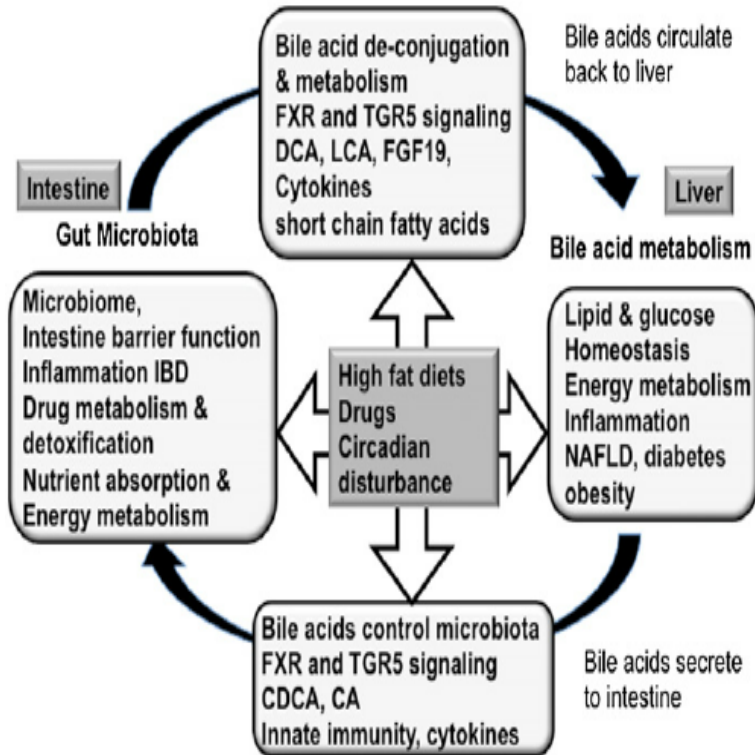 Bile acid de-conjugation
& metabolism
FXR and TGR5 signaling
DCA, LCA, FGF19,
Cytokines
short chain fatty acids
Bile acids circulate
back to liver
Intestine
Gut Microbiota
Liver
Bile acid metabolism
Microbiome,
Intestine barrier function
Inflammation IBD
Drug metabolism &
detoxification
Nutrient absorption &
Energy metabolism
High fat diets
Drugs
Circadian
disturbance
Lipid & glucose
Homeostasis
Energy metabolism
Inflammation
NAFLD, diabetes
obesity
Bile acids control microbiota
FXR and TGR5 signaling
CDCA, CA
Innate immunity, cytokines
Bile acids secrete
to intestine